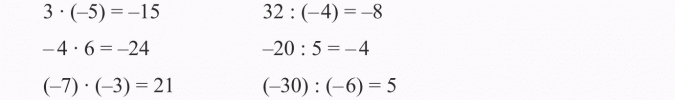 3 · (–5) = –15 32 : (–4) = –8
–4 · 6 = –24 –20 : 5 = –4
(–7) · (–3) = 21 (–30) : (–6) = 5